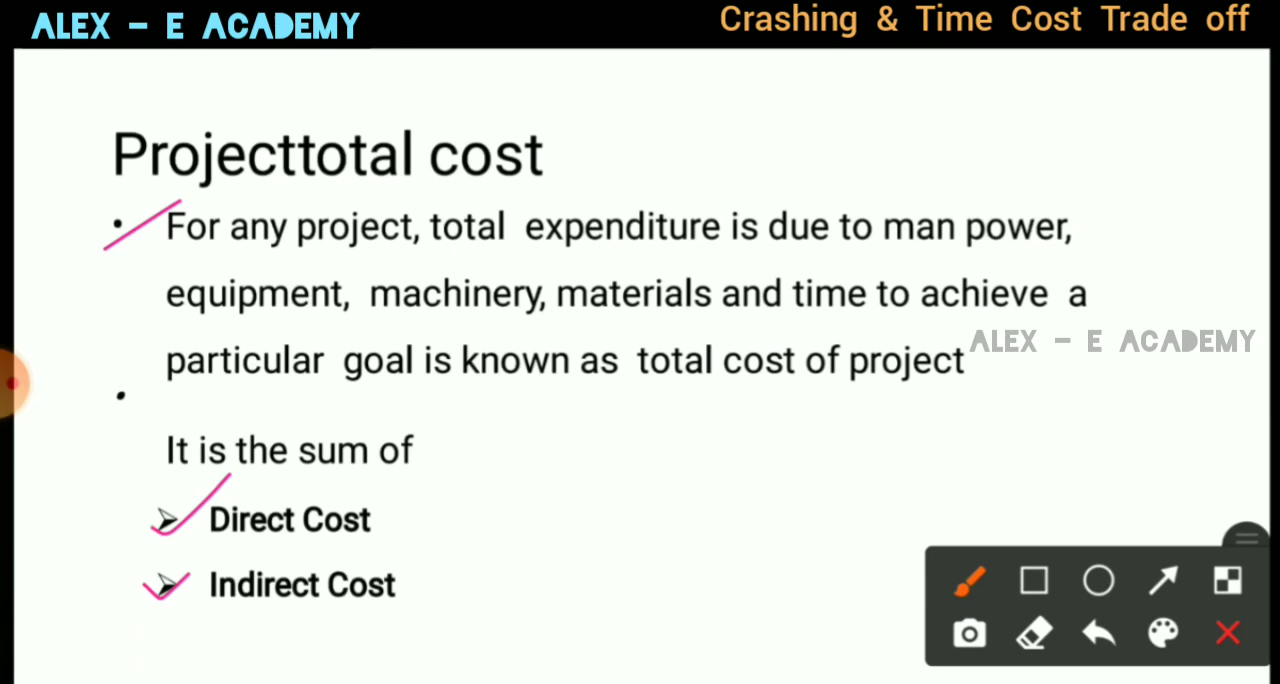 ALEX - E ACADEMY
Crashing & Time Cost Trade off
Projecttotal cost
• For any project, total expenditure is due to man power,
equipment, machinery, materials and time to achieve a
particular goal is known as total cost of project
ALEX - E ACADEMY
•
It is the sum of
➢ Direct Cost
➢ Indirect Cost